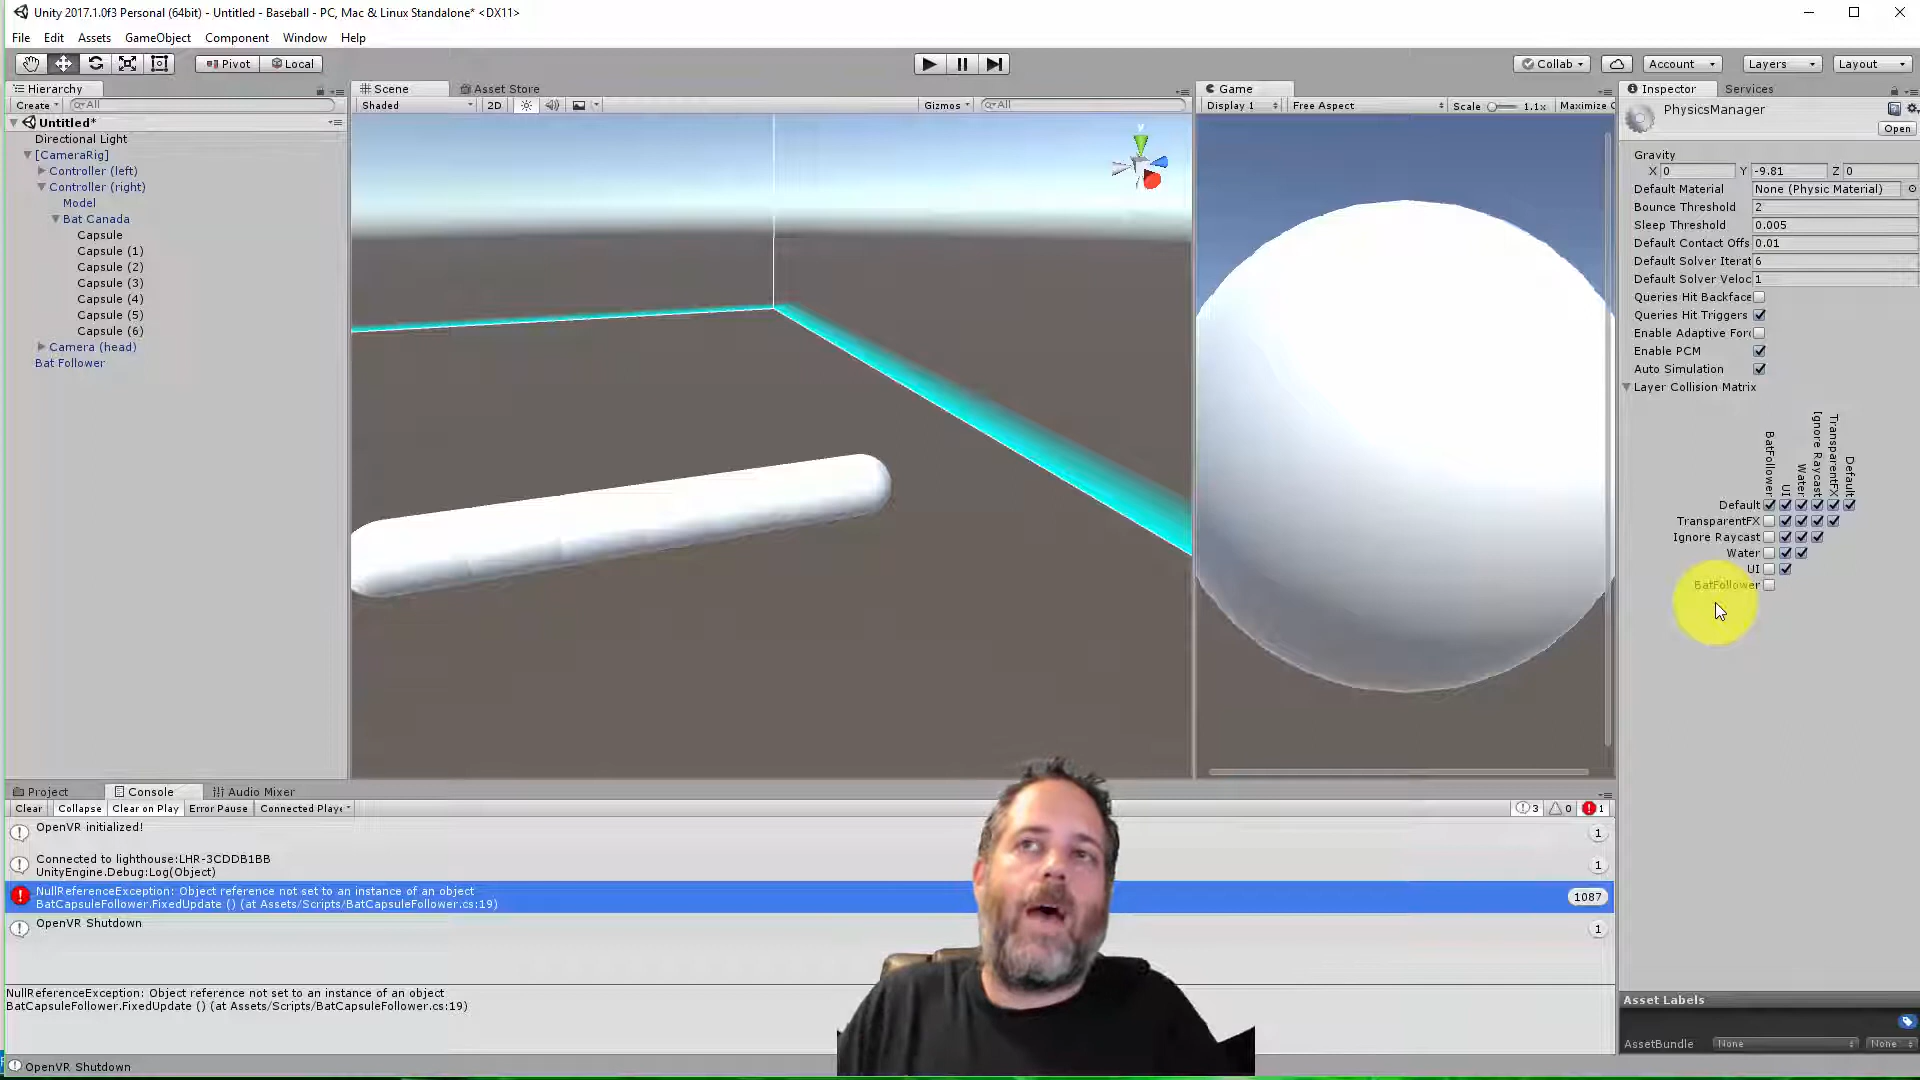 Unity 2017.1.0f3 Personal (64bit) - Untitled - Baseball - PC, Mac & Linux Standalone* <DX11>
File Edit Assets GameObject Component Window Help
Pivot Local Collab Account Layers Layout
Hierarchy
Create All
Untitled*
Directional Light
[CameraRig]
Controller (left)
Controller (right)
Model
Bat Canada
Capsule
Capsule (1)
Capsule (2)
Capsule (3)
Capsule (4)
Capsule (5)
Capsule (6)
Camera (head)
Bat Follower
Scene Asset Store
Shaded 2D Gizmos All
y
Game
Display 1 Free Aspect Scale 1.1x Maximize
Inspector Services
PhysicsManager
Open
Gravity
X 0 Y -9.81 Z 0
Default Material None (Physic Material)
Bounce Threshold 2
Sleep Threshold 0.005
Default Contact Offs 0.01
Default Solver Iterat 6
Default Solver Veloc 1
Queries Hit Backface
Queries Hit Triggers
Enable Adaptive For
Enable PCM
Auto Simulation
Layer Collision Matrix
BatFollower UI Water Ignore Raycast TransparentFX Default
Default
TransparentFX
Ignore Raycast
Water
UI
BatFollower
Project Console Audio Mixer
Clear Collapse Clear on Play Error Pause Connected Playe 3 0 1
OpenVR initialized! 1
Connected to lighthouse:LHR-3CDDB1BB
UnityEngine.Debug:Log(Object) 1
NullReferenceException: Object reference not set to an instance of an object
BatCapsuleFollower.FixedUpdate () (at Assets/Scripts/BatCapsuleFollower.cs:19) 1087
OpenVR Shutdown 1
NullReferenceException: Object reference not set to an instance of an object
BatCapsuleFollower.FixedUpdate () (at Assets/Scripts/BatCapsuleFollower.cs:19)
OpenVR Shutdown
Asset Labels
AssetBundle None None